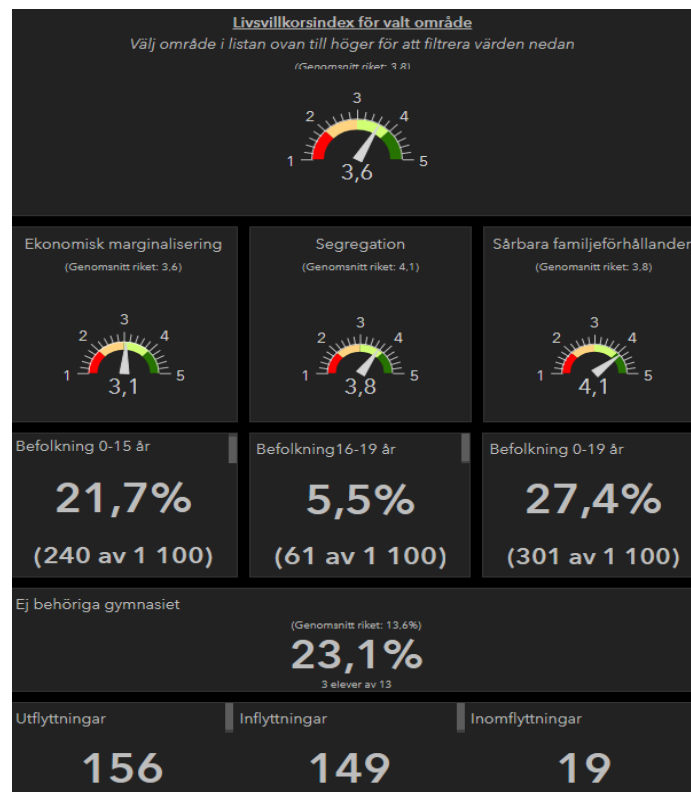 Livsvillkorsindex för valt område
Välj område i listan ovan till höger för att filtrera värden nedan
(Genomsnitt riket: 3,8)
3
2 4
1 5
3,6
Ekonomisk marginalisering
(Genomsnitt riket: 3,6)
3
2 4
1 5
3,1
Segregation
(Genomsnitt riket: 4,1)
3
2 4
1 5
3,8
Sårbara familjeförhållanden
(Genomsnitt riket: 3,8)
3
2 4
1 5
4,1
Befolkning 0-15 år
21,7%
(240 av 1 100)
Befolkning16-19 år
5,5%
(61 av 1 100)
Befolkning 0-19 år
27,4%
(301 av 1 100)
Ej behöriga gymnasiet
(Genomsnitt riket: 13,6%)
23,1%
3 elever av 13
Utflyttningar
156
Inflyttningar
149
Inomflyttningar
19